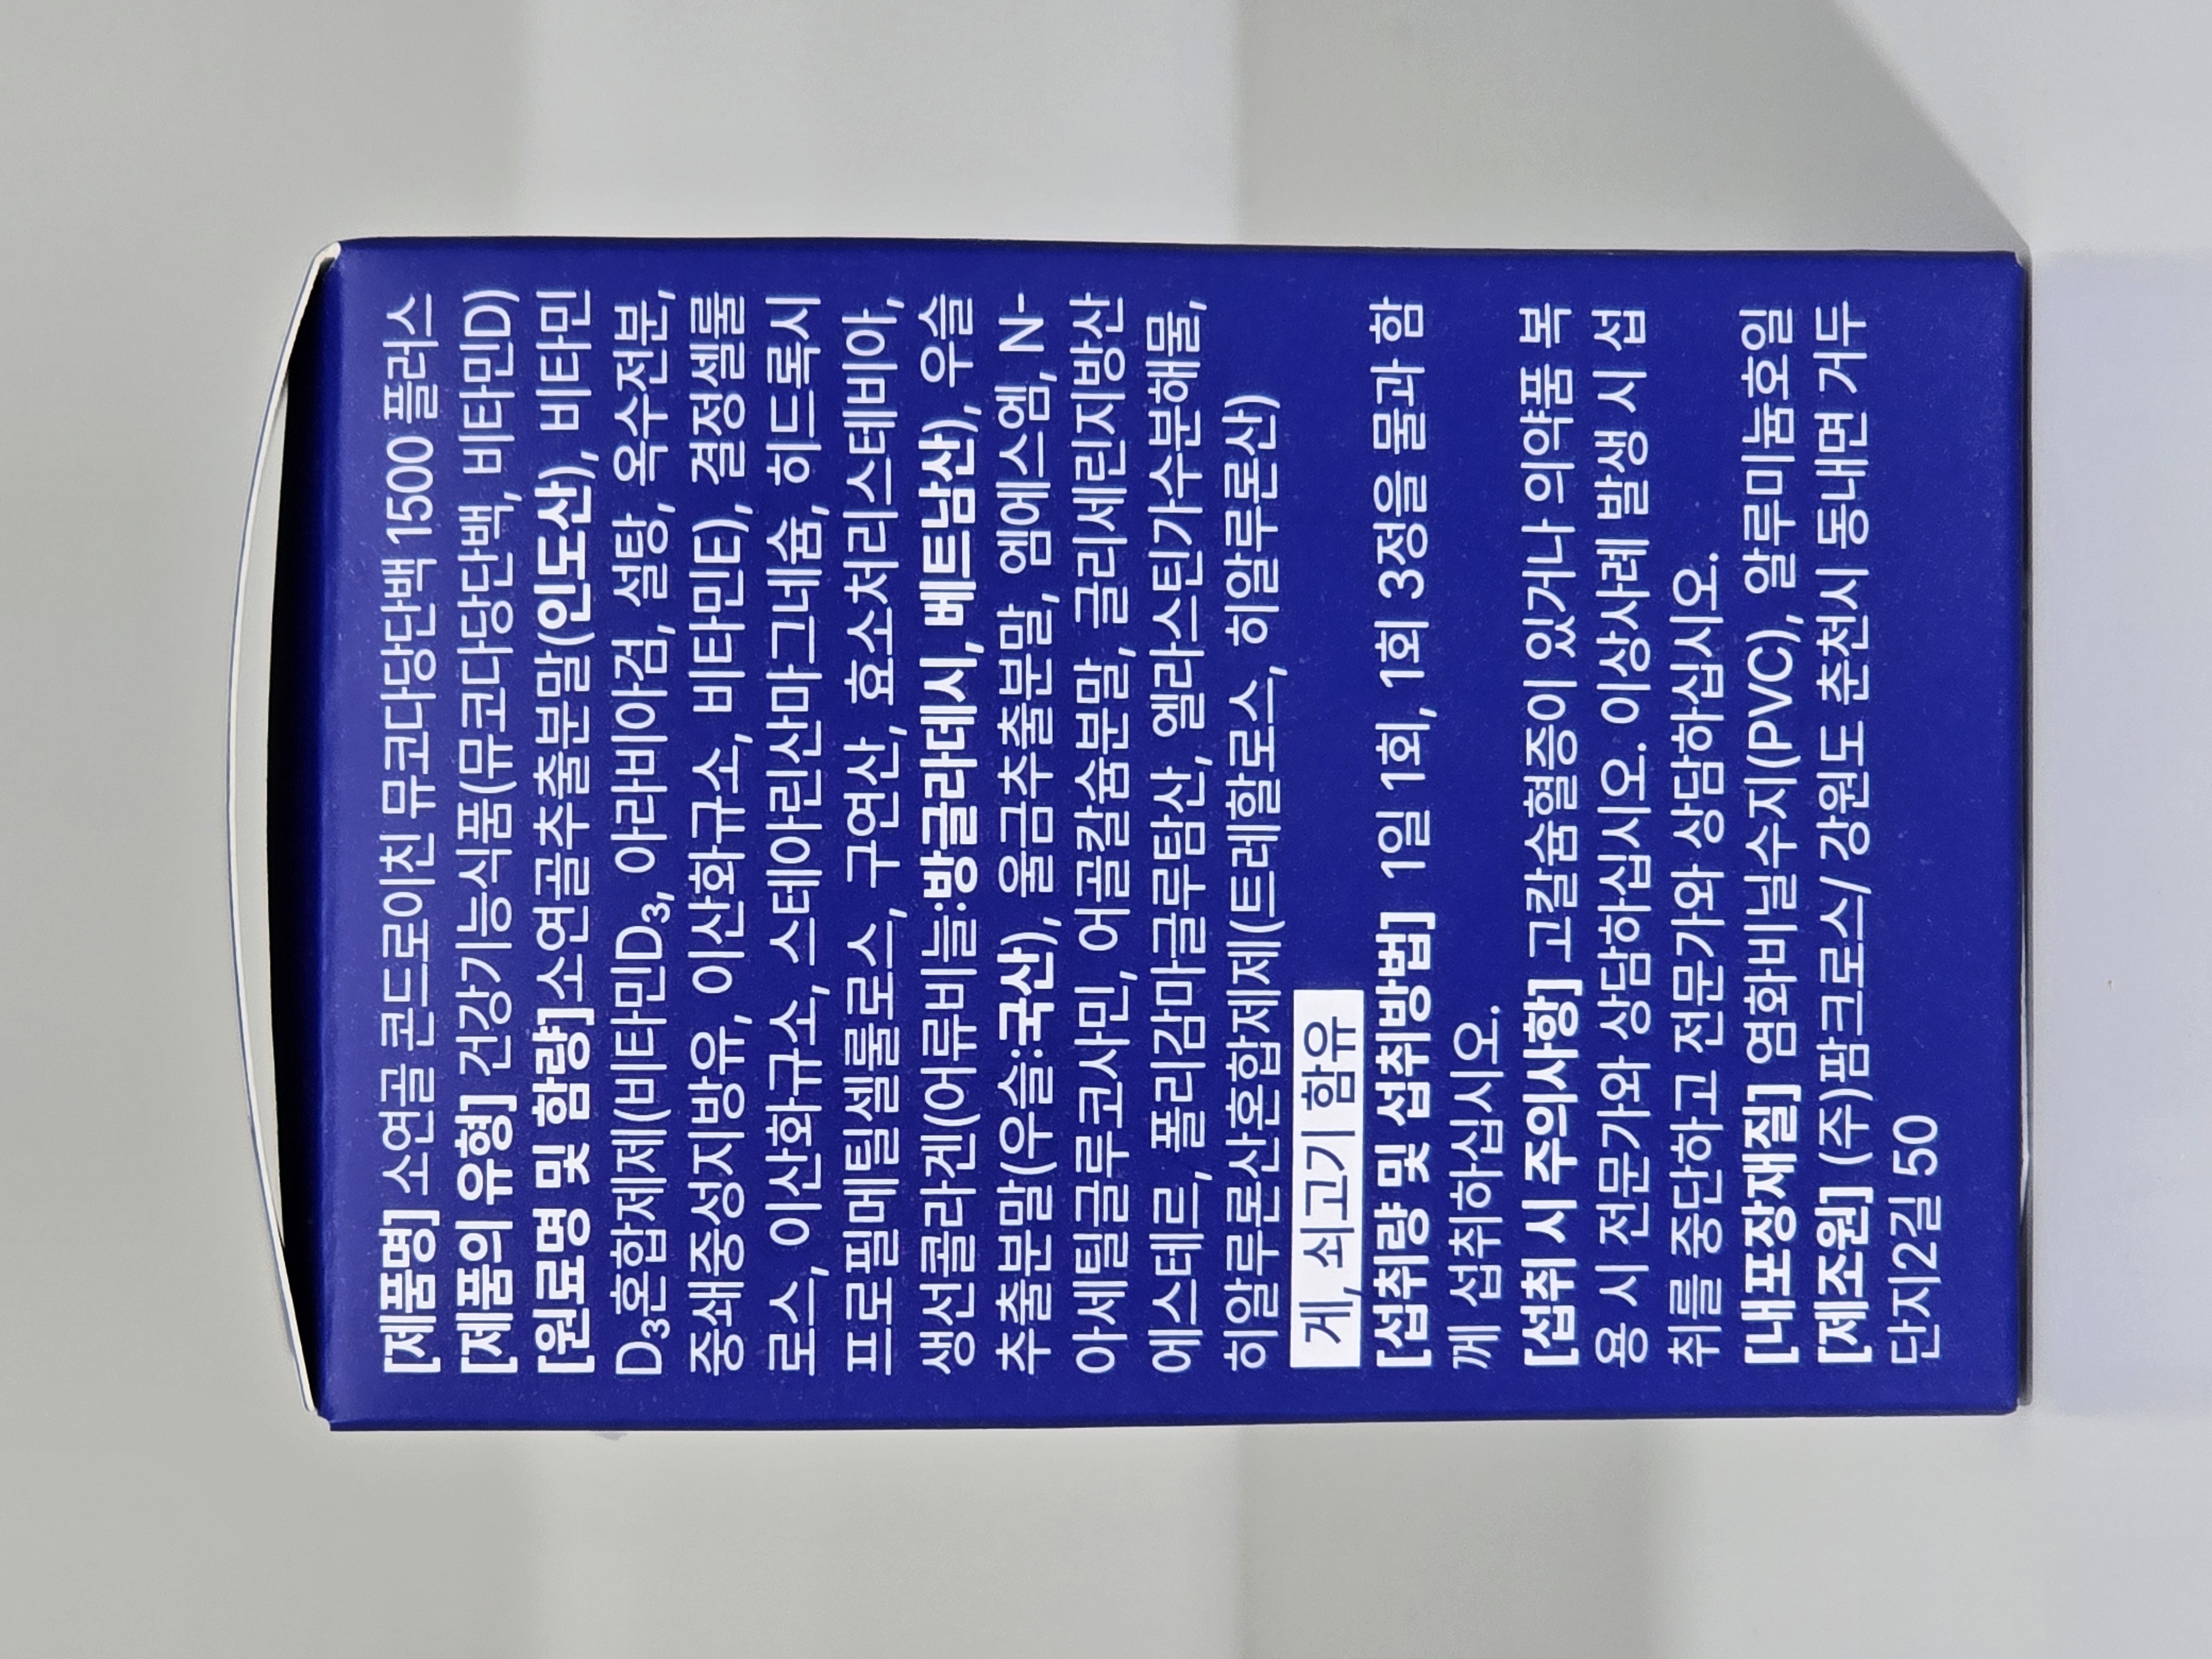 [제품명] 소연골 콘드로이친 뮤코다당단백 1500 플러스
[제품의 유형] 건강기능식품(뮤코다당단백, 비타민D)
[원료명 및 함량] 소연골추출분말(인도산), 비타민
D₃혼합제제(비타민D₃, 아라비아검, 설탕, 옥수전분,
중쇄중성지방유, 이산화규소, 비타민E), 결정셀룰
로스, 이산화규소, 스테아린산마그네슘, 히드록시
프로필메틸셀룰로스, 구연산, 효소처리스테비아,
생선콜라겐(어류비늘:방글라데시, 베트남산), 우슬
추출분말(우슬:국산), 울금추출분말, 엠에스엠, N-
아세틸글루코사민, 어골칼슘분말, 글리세린지방산
에스테르, 폴리감마글루탐산, 엘라스틴가수분해물,
히알루론산혼합제제(트레할로스, 히알루론산)
게, 쇠고기 함유
[섭취량 및 섭취방법] 1일 1회, 1회 3정을 물과 함
께 섭취하십시오.
[섭취 시 주의사항] 고칼슘혈증이 있거나 의약품 복
용 시 전문가와 상담하십시오. 이상사례 발생 시 섭
취를 중단하고 전문가와 상담하십시오.
[내포장재질] 염화비닐수지(PVC), 알루미늄호일
[제조원] (주)팜크로스/ 강원도 춘천시 동내면 거두
단지2길 50